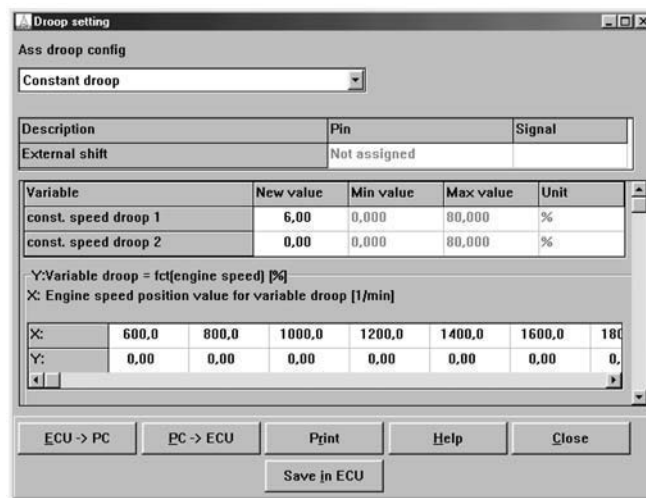 Droop setting
Ass droop config
Constant droop
Description Pin Signal
External shift Not assigned
Variable New value Min value Max value Unit
const. speed droop 1 6,00 0,000 80,000 %
const. speed droop 2 0,00 0,000 80,000 %
Y:Variable droop = fct(engine speed) [%]
X: Engine speed position value for variable droop [1/min]
X: 600,0 800,0 1000,0 1200,0 1400,0 1600,0 180
Y: 0,00 0,00 0,00 0,00 0,00 0,00 0,
ECU -> PC PC -> ECU Print Help Close
Save in ECU